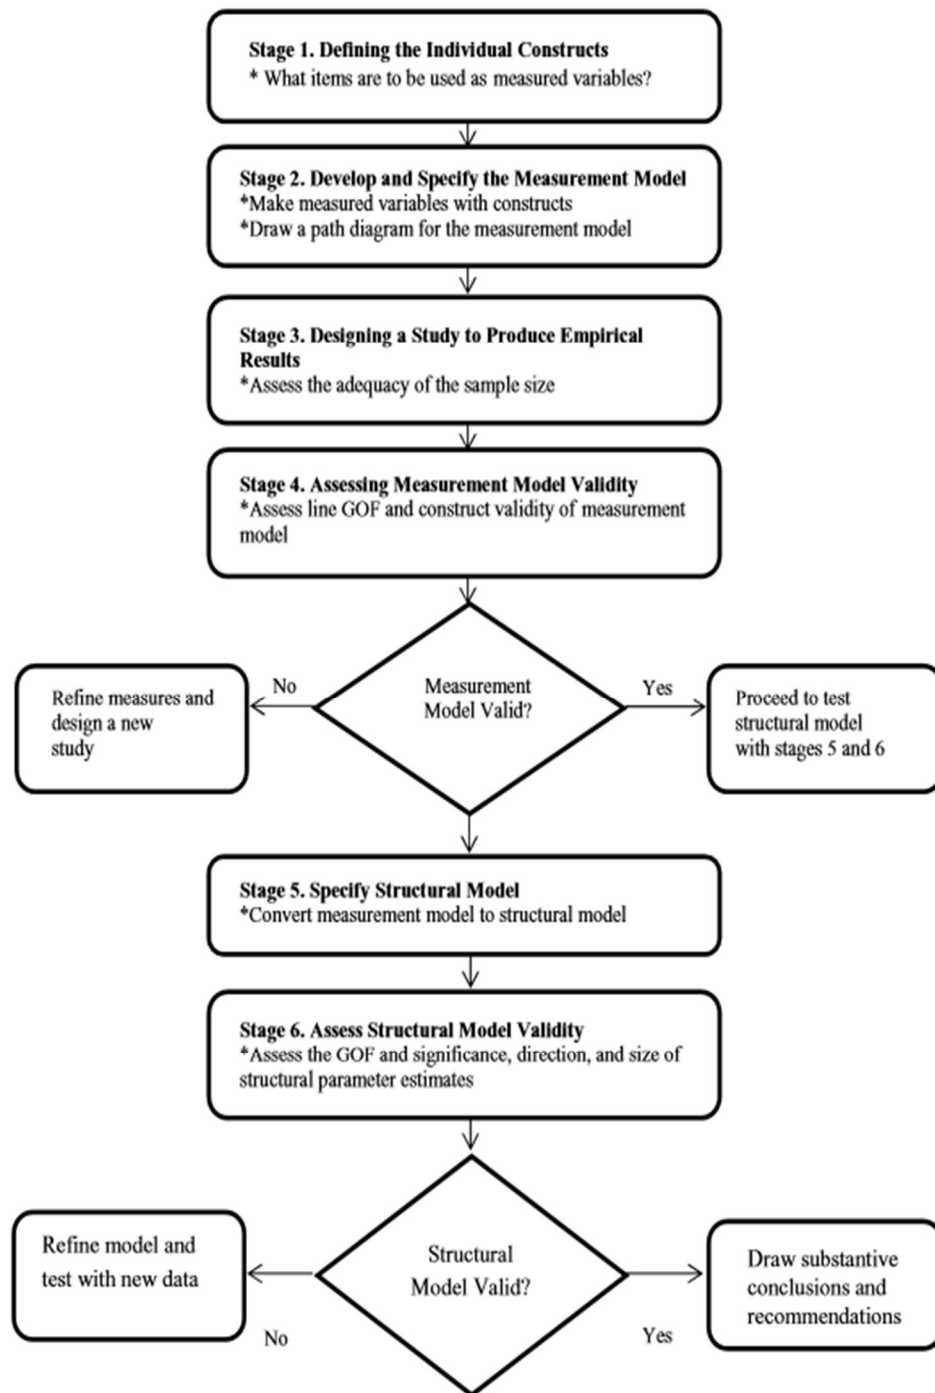 Stage 1. Defining the Individual Constructs
* What items are to be used as measured variables?
Stage 2. Develop and Specify the Measurement Model
*Make measured variables with constructs
*Draw a path diagram for the measurement model
Stage 3. Designing a Study to Produce Empirical
Results
*Assess the adequacy of the sample size
Stage 4. Assessing Measurement Model Validity
*Assess line GOF and construct validity of measurement
model
Refine measures and
design a new
study
No
Measurement
Model Valid?
Yes
Proceed to test
structural model
with stages 5 and 6
Stage 5. Specify Structural Model
*Convert measurement model to structural model
Stage 6. Assess Structural Model Validity
*Assess the GOF and significance, direction, and size of
structural parameter estimates
Refine model and
test with new data
No
Structural
Model Valid?
Yes
Draw substantive
conclusions and
recommendations